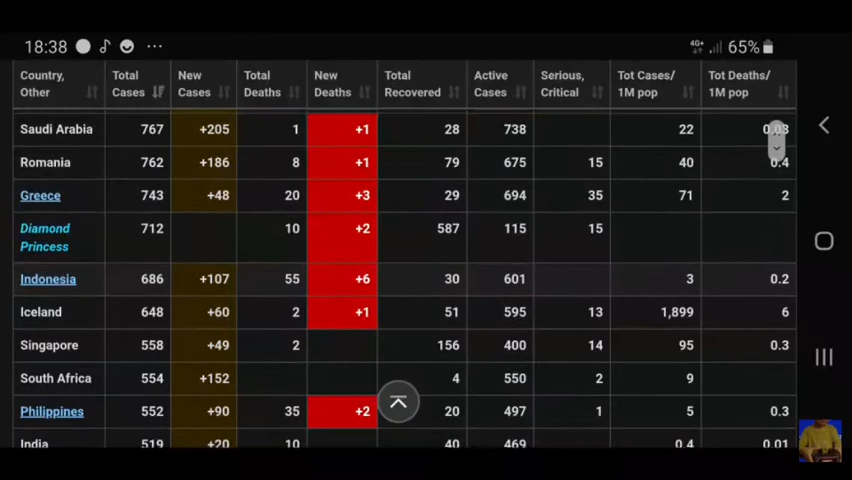 18:38 ... 4G+ 65%
Country, Other Total Cases New Cases Total Deaths New Deaths Total Recovered Active Cases Serious, Critical Tot Cases/ 1M pop Tot Deaths/ 1M pop
Saudi Arabia 767 +205 1 +1 28 738 22 0.03
Romania 762 +186 8 +1 79 675 15 40 0.4
Greece 743 +48 20 +3 29 694 35 71 2
Diamond Princess 712 10 +2 587 115 15
Indonesia 686 +107 55 +6 30 601 3 0.2
Iceland 648 +60 2 +1 51 595 13 1,899 6
Singapore 558 +49 2 156 400 14 95 0.3
South Africa 554 +152 4 550 2 9
Philippines 552 +90 35 +2 20 497 1 5 0.3
India 519 +20 10 40 469 0.4 0.01